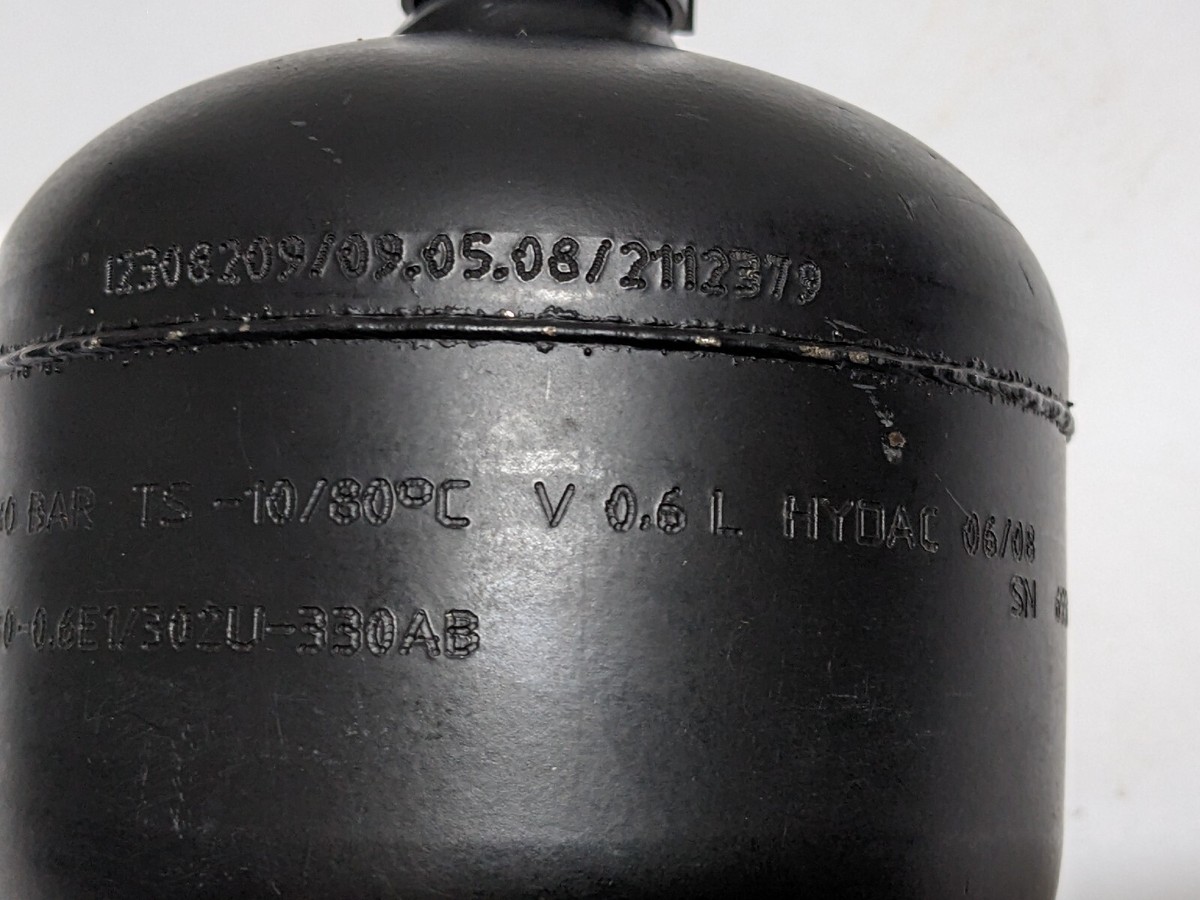 12308209/09.05.08/2112379
BAR TS -10/80°C V 0.6 L HYDAC 06/08
SN
0-0.6E1/302U-330AB